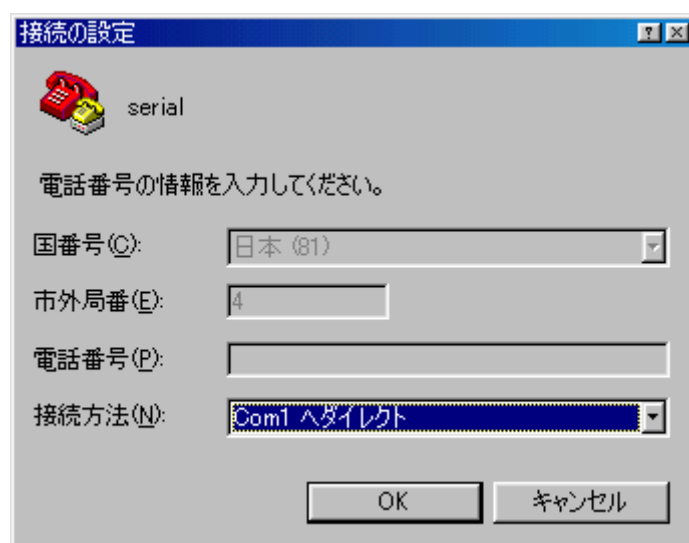 接続の設定
serial
電話番号の情報を入力してください。
国番号(C): 日本 (81)
市外局番(E): 4
電話番号(P):
接続方法(N): Com1 へダイレクト
OK キャンセル